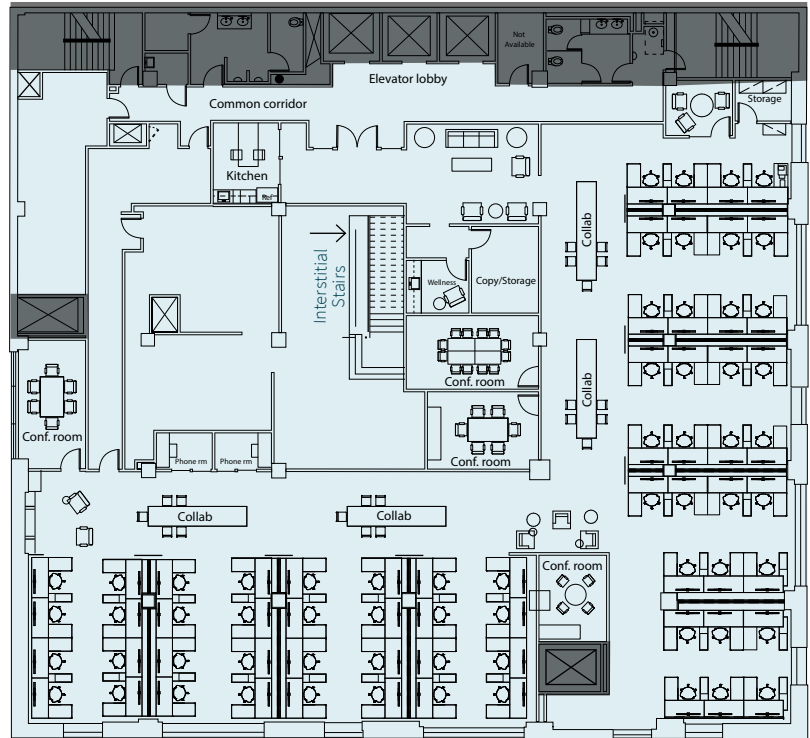 Not
Available
Elevator lobby
Common corridor
Storage
Kitchen
Ref.
Collab
Interstitial
Stairs
Wellness
Copy/Storage
Conf. room
Collab
Conf. room
Conf. room
Phone rm
Phone rm
Collab
Collab
Conf. room